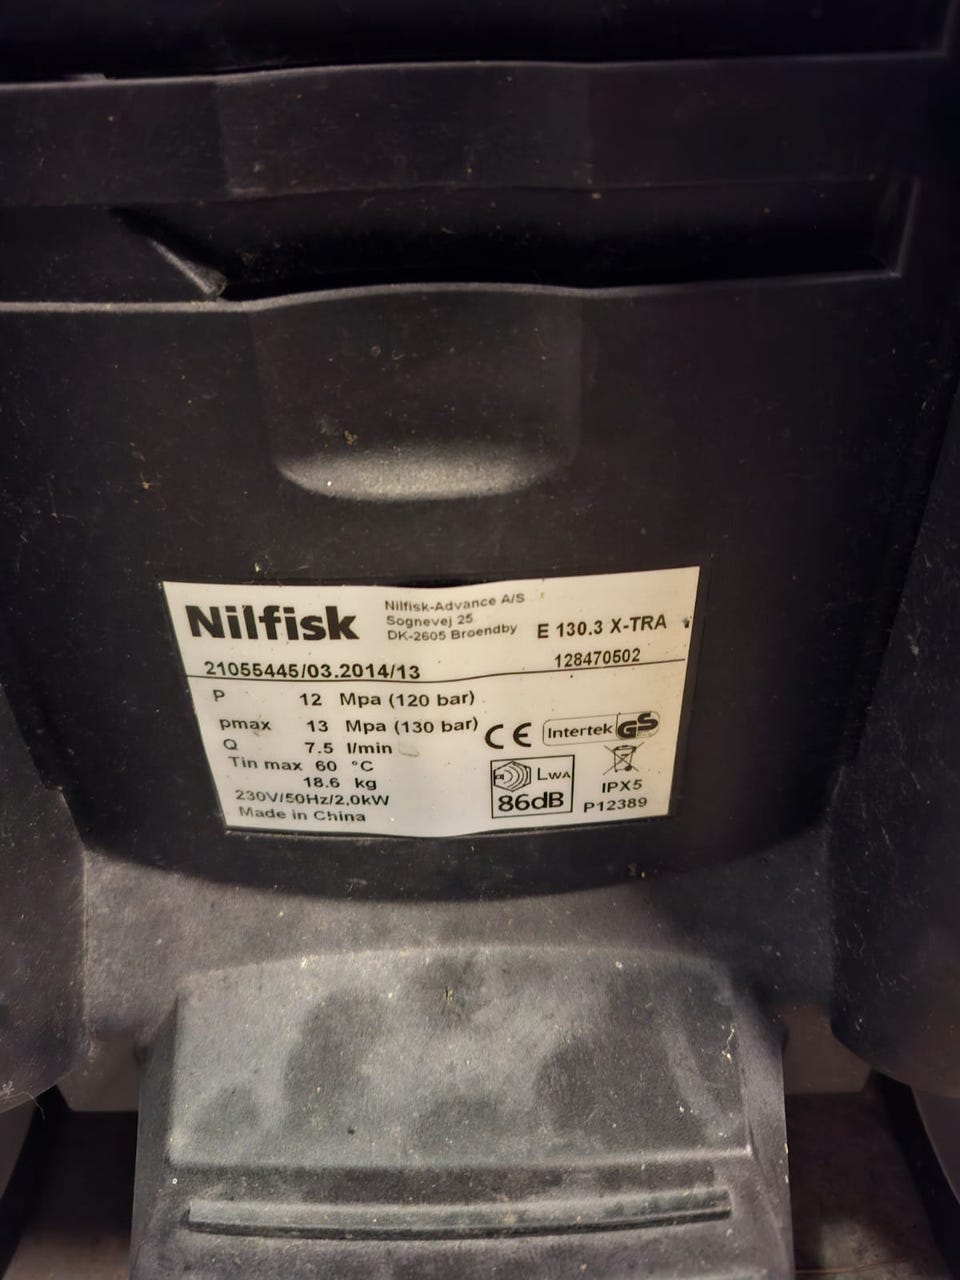 Nilfisk
Nilfisk-Advance A/S
Sognevej 25
DK-2605 Broendby
E 130.3 X-TRA
21055445/03.2014/13
128470502
P 12 Mpa (120 bar)
pmax 13 Mpa (130 bar)
Q 7.5 l/min
Tin max 60 °C
18.6 kg
230V/50Hz/2,0kW
Made in China
CE
Intertek GS
LWA
86dB
IPX5
P12389